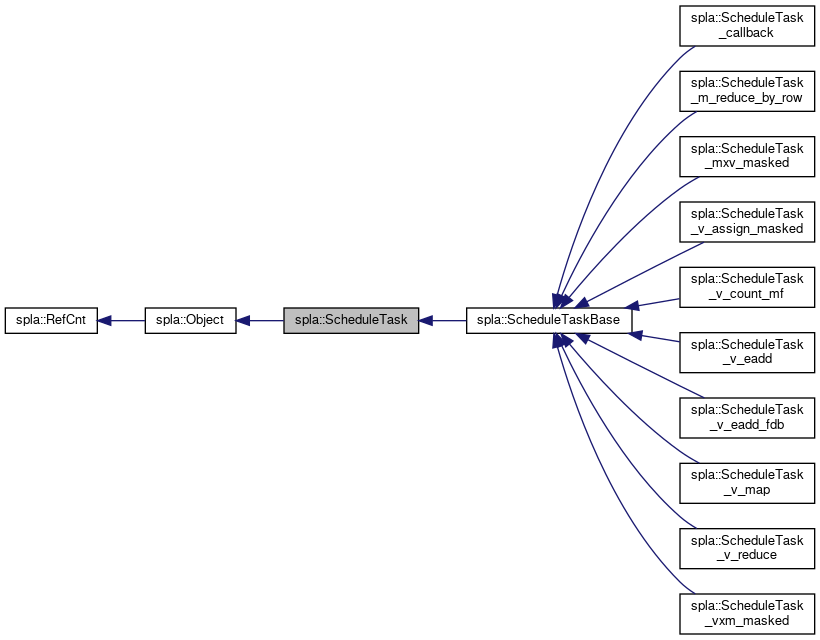 spla::ScheduleTask
_callback
spla::ScheduleTask
_m_reduce_by_row
spla::ScheduleTask
_mxv_masked
spla::ScheduleTask
_v_assign_masked
spla::ScheduleTask
_v_count_mf
spla::RefCnt
spla::Object
spla::ScheduleTask
spla::ScheduleTaskBase
spla::ScheduleTask
_v_eadd
spla::ScheduleTask
_v_eadd_fdb
spla::ScheduleTask
_v_map
spla::ScheduleTask
_v_reduce
spla::ScheduleTask
_vxm_masked